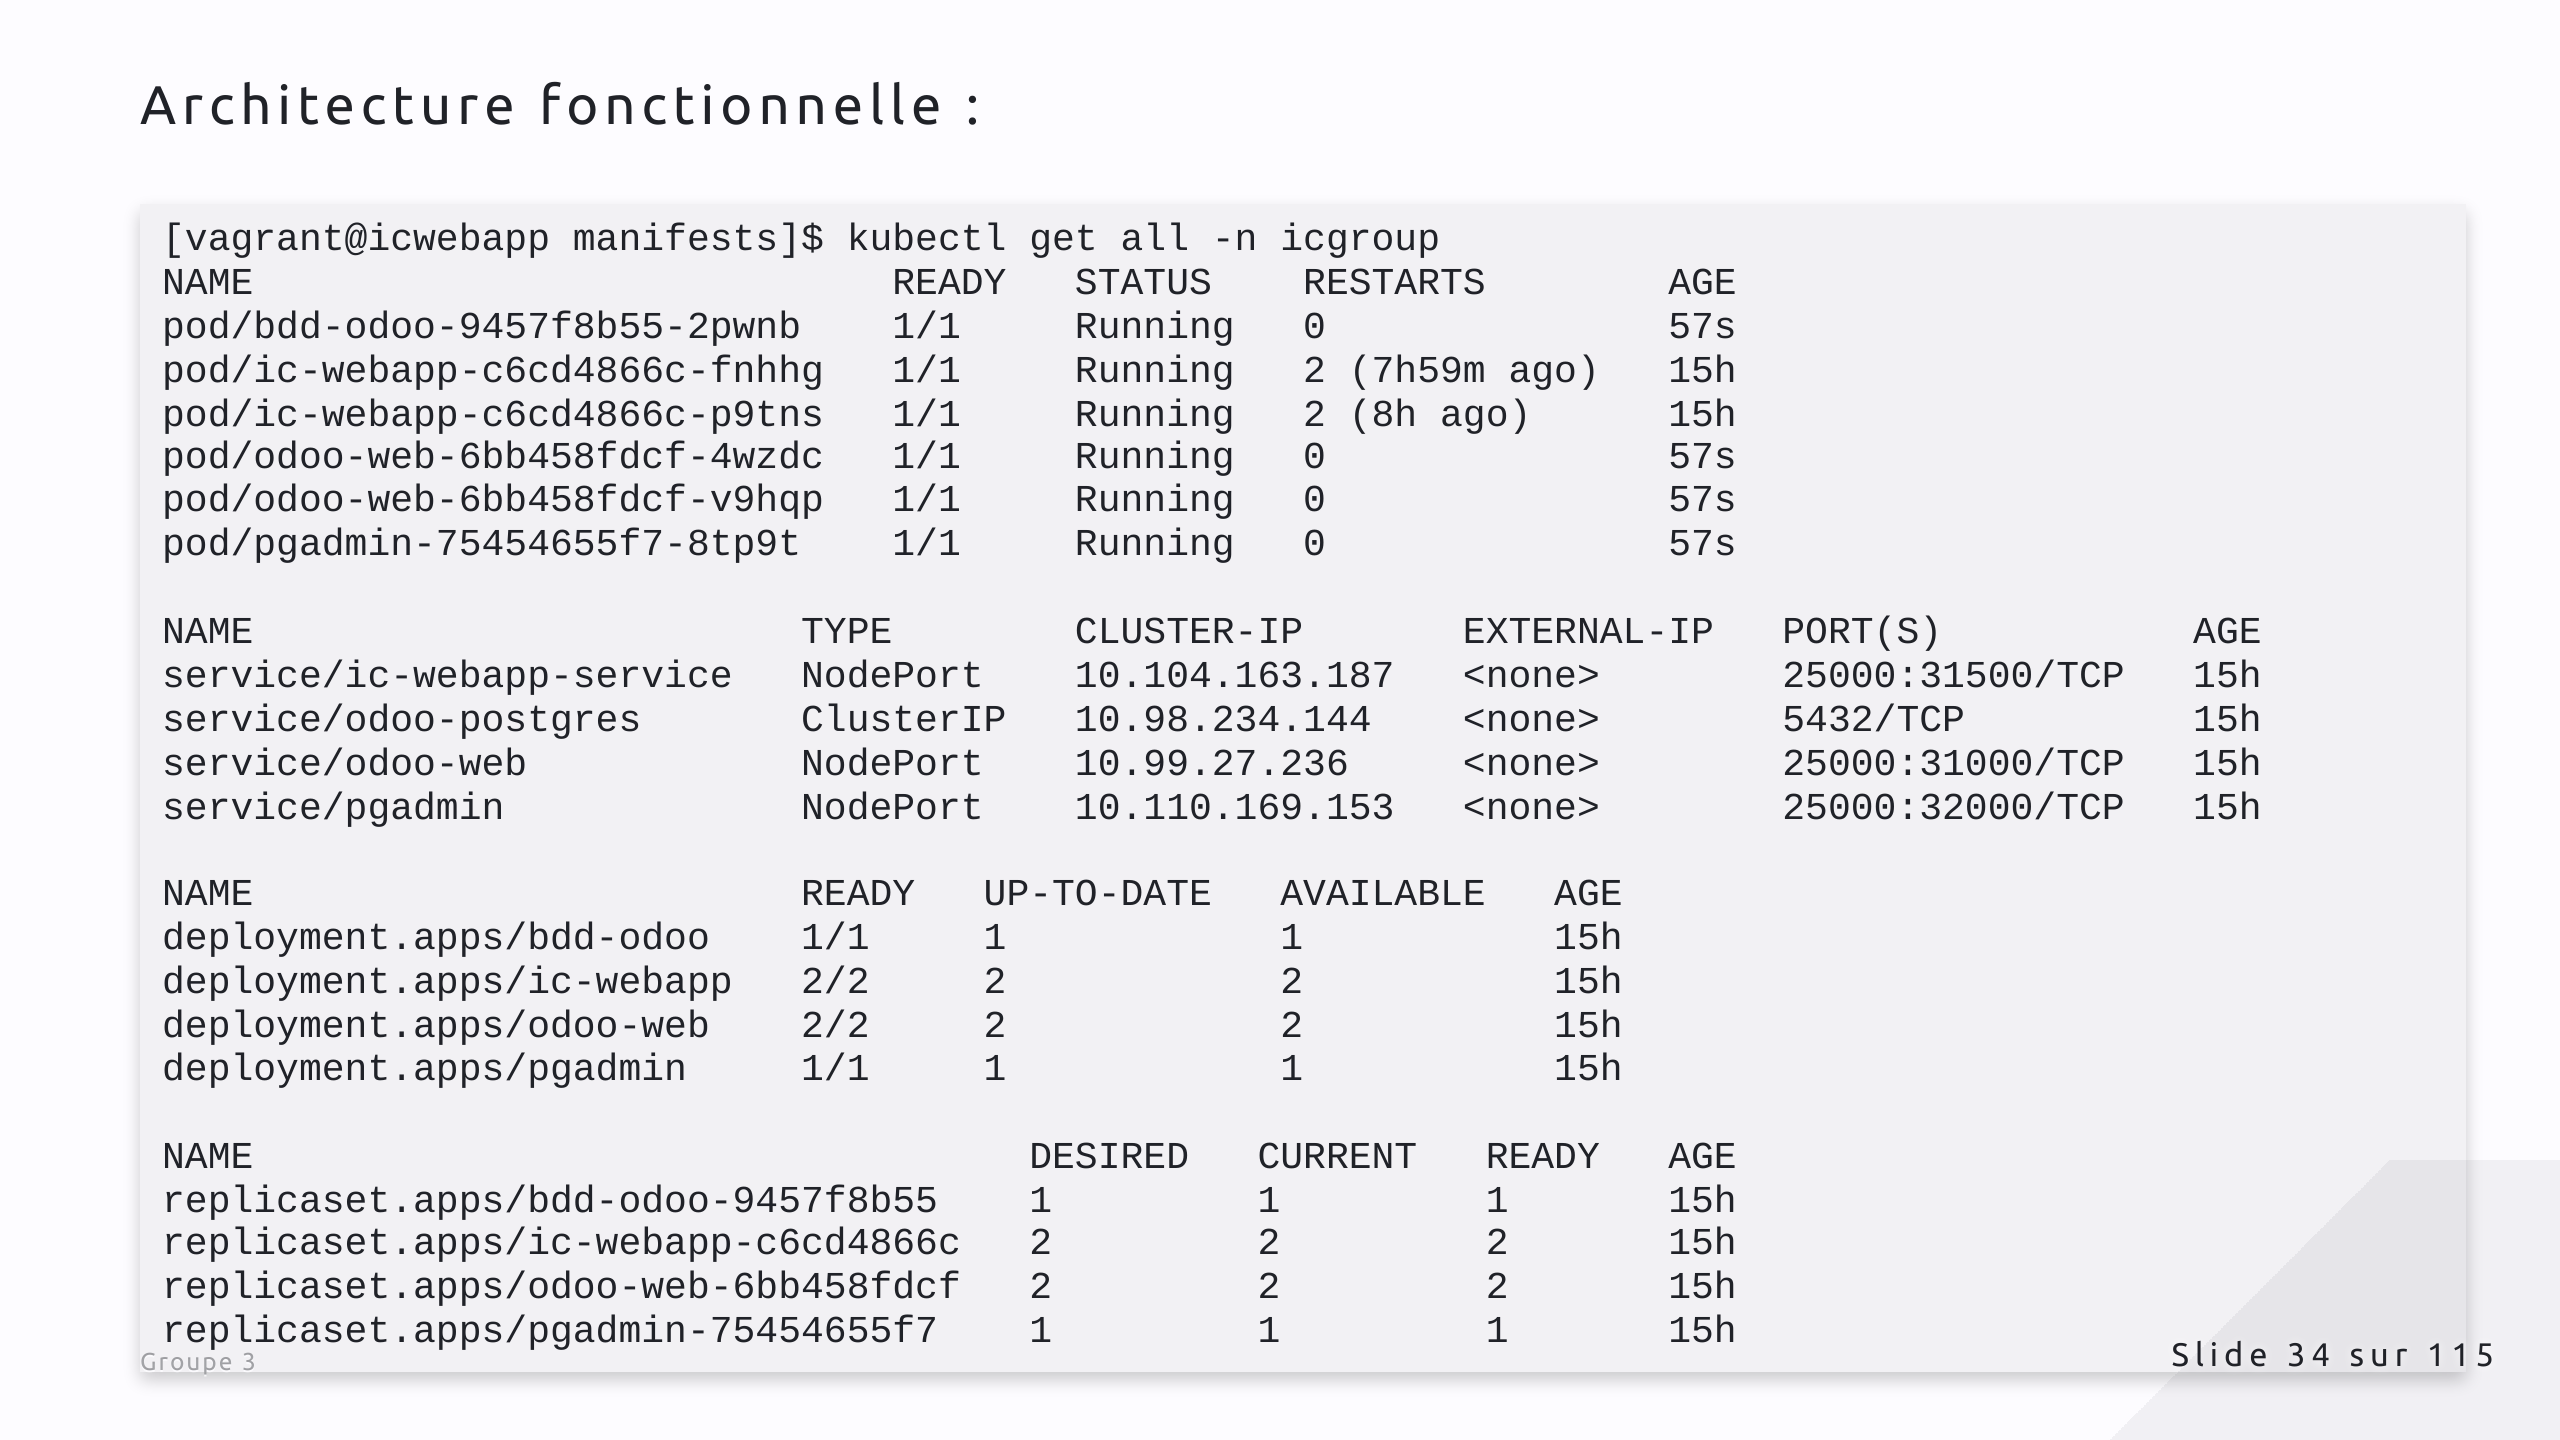 Architecture fonctionnelle :
[vagrant@icwebapp manifests]$ kubectl get all -n icgroup
NAME                            READY   STATUS    RESTARTS        AGE
pod/bdd-odoo-9457f8b55-2pwnb    1/1     Running   0               57s
pod/ic-webapp-c6cd4866c-fnhhg   1/1     Running   2 (7h59m ago)   15h
pod/ic-webapp-c6cd4866c-p9tns   1/1     Running   2 (8h ago)      15h
pod/odoo-web-6bb458fdcf-4wzdc   1/1     Running   0               57s
pod/odoo-web-6bb458fdcf-v9hqp   1/1     Running   0               57s
pod/pgadmin-75454655f7-8tp9t    1/1     Running   0               57s
NAME                        TYPE        CLUSTER-IP       EXTERNAL-IP   PORT(S)           AGE
service/ic-webapp-service   NodePort    10.104.163.187   <none>        25000:31500/TCP   15h
service/odoo-postgres       ClusterIP   10.98.234.144    <none>        5432/TCP          15h
service/odoo-web            NodePort    10.99.27.236     <none>        25000:31000/TCP   15h
service/pgadmin             NodePort    10.110.169.153   <none>        25000:32000/TCP   15h
NAME                        READY   UP-TO-DATE   AVAILABLE   AGE
deployment.apps/bdd-odoo    1/1     1            1           15h
deployment.apps/ic-webapp   2/2     2            2           15h
deployment.apps/odoo-web    2/2     2            2           15h
deployment.apps/pgadmin     1/1     1            1           15h
NAME                                  DESIRED   CURRENT   READY   AGE
replicaset.apps/bdd-odoo-9457f8b55    1         1         1       15h
replicaset.apps/ic-webapp-c6cd4866c   2         2         2       15h
replicaset.apps/odoo-web-6bb458fdcf   2         2         2       15h
replicaset.apps/pgadmin-75454655f7    1         1         1       15h
Groupe 3
Slide 34 sur 115